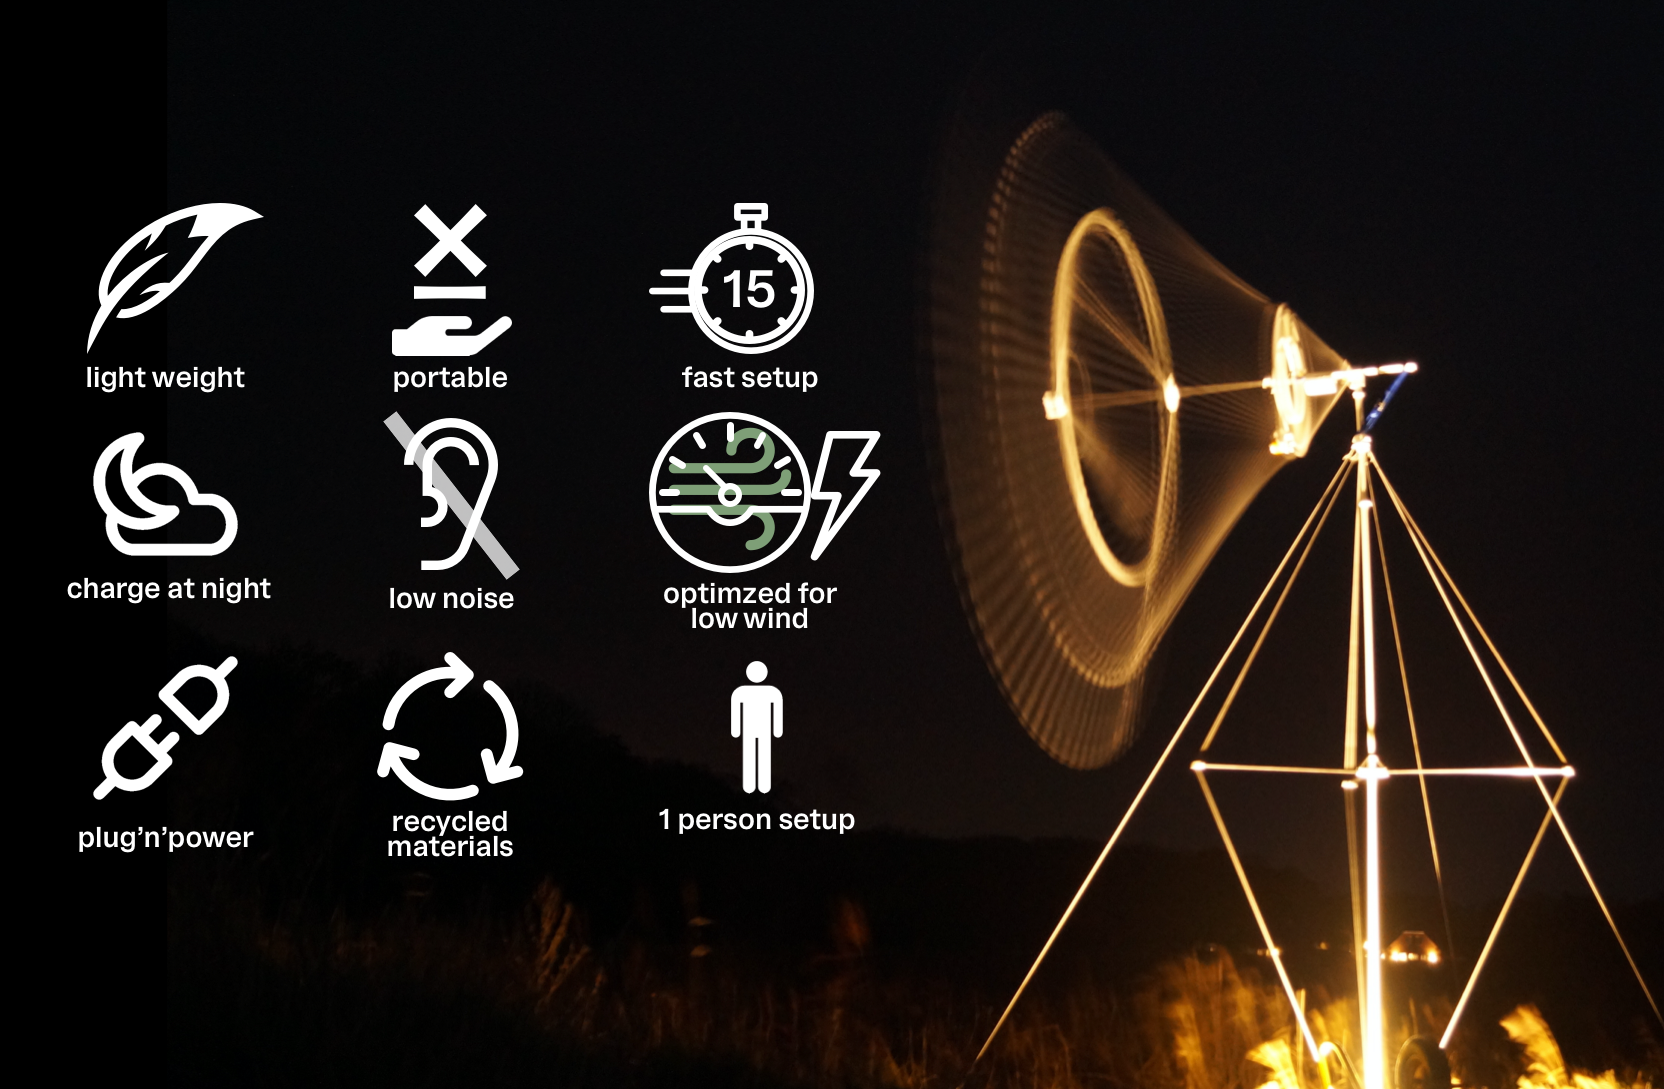 15
light weight
portable
fast setup
charge at night
low noise
optimzed for
low wind
plug’n’power
recycled
materials
1 person setup